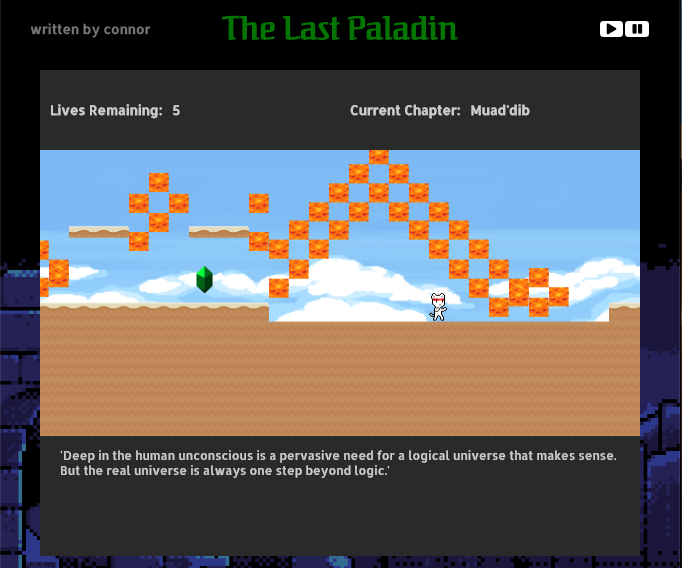 written by connor
The Last Paladin
Lives Remaining: 5
Current Chapter: Muad'dib
'Deep in the human unconscious is a pervasive need for a logical universe that makes sense.
But the real universe is always one step beyond logic.'